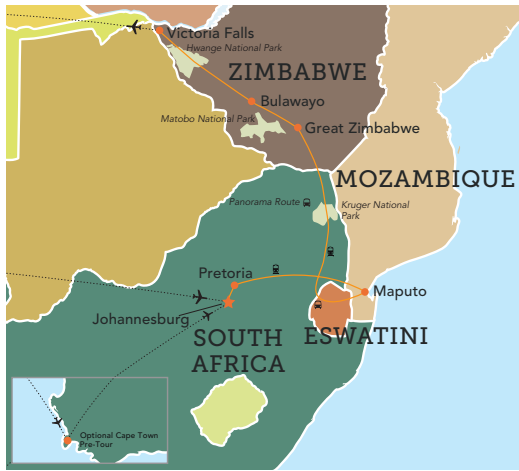 Victoria Falls
Hwange National Park
ZIMBABWE
Bulawayo
Matobo National Park
Great Zimbabwe
MOZAMBIQUE
Panorama Route
Kruger National
Park
Pretoria
Maputo
Johannesburg
SOUTH
AFRICA
ESWATINI
Optional Cape Town
Pre-Tour